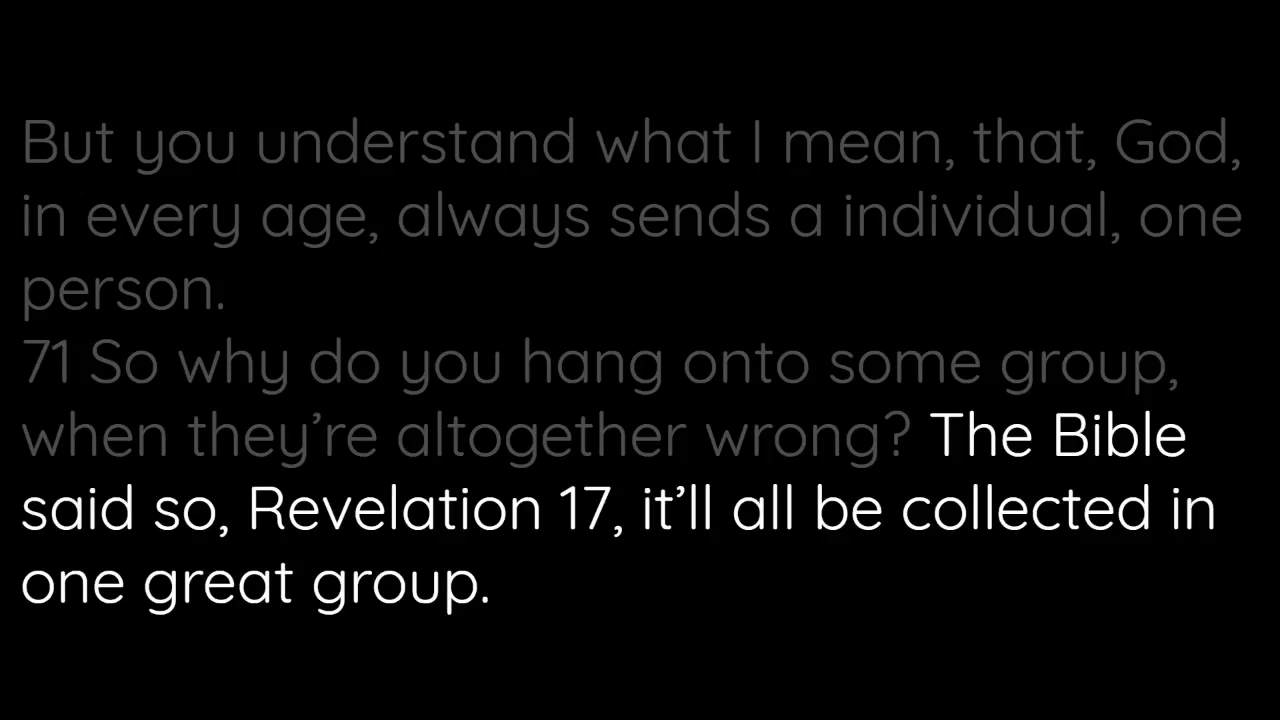 But you understand what I mean, that, God,
in every age, always sends a individual, one
person.
71 So why do you hang onto some group,
when they’re altogether wrong? The Bible
said so, Revelation 17, it’ll all be collected in
one great group.